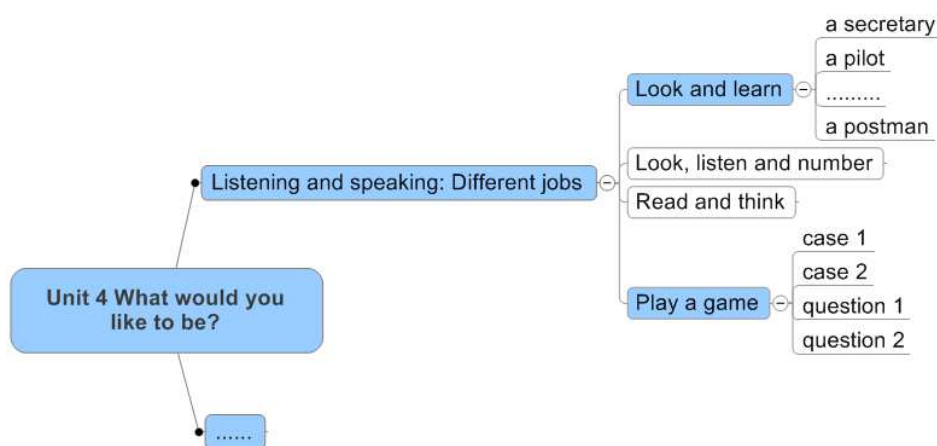 Unit 4 What would you
like to be?
Listening and speaking: Different jobs
Look and learn
a secretary
a pilot
.........
a postman
Look, listen and number
Read and think
Play a game
case 1
case 2
question 1
question 2
......